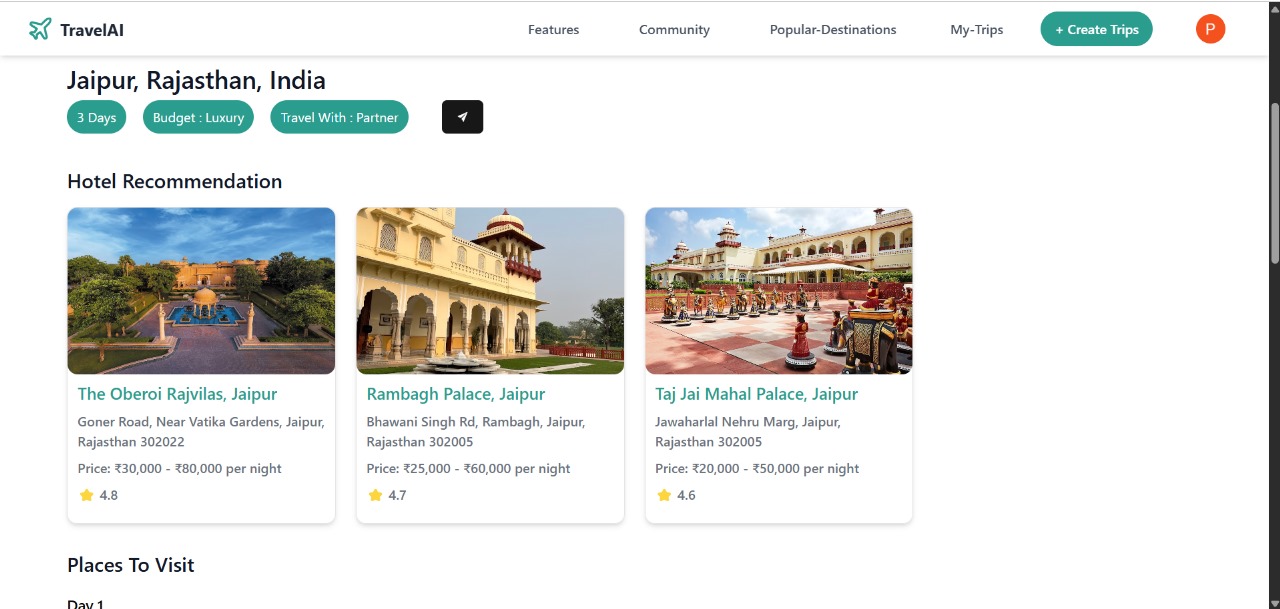 TravelAI
Features
Community
Popular-Destinations
My-Trips
+ Create Trips
P
Jaipur, Rajasthan, India
3 Days
Budget : Luxury
Travel With : Partner
Hotel Recommendation
The Oberoi Rajvilas, Jaipur
Goner Road, Near Vatika Gardens, Jaipur,
Rajasthan 302022
Price: ₹30,000 - ₹80,000 per night
4.8
Rambagh Palace, Jaipur
Bhawani Singh Rd, Rambagh, Jaipur,
Rajasthan 302005
Price: ₹25,000 - ₹60,000 per night
4.7
Taj Jai Mahal Palace, Jaipur
Jawaharlal Nehru Marg, Jaipur,
Rajasthan 302005
Price: ₹20,000 - ₹50,000 per night
4.6
Places To Visit
Day 1